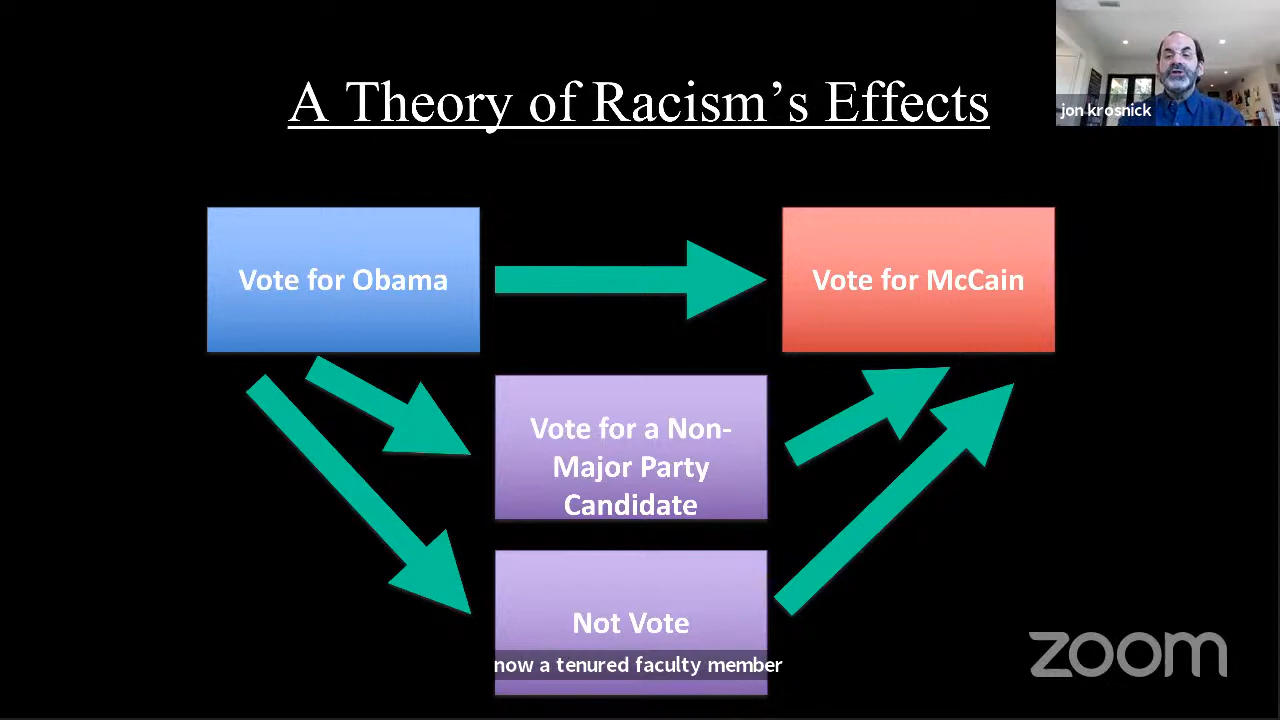 A Theory of Racism's Effects
jon krosnick
Vote for Obama
Vote for McCain
Vote for a Non-
Major Party
Candidate
Not Vote
now a tenured faculty member
zoom